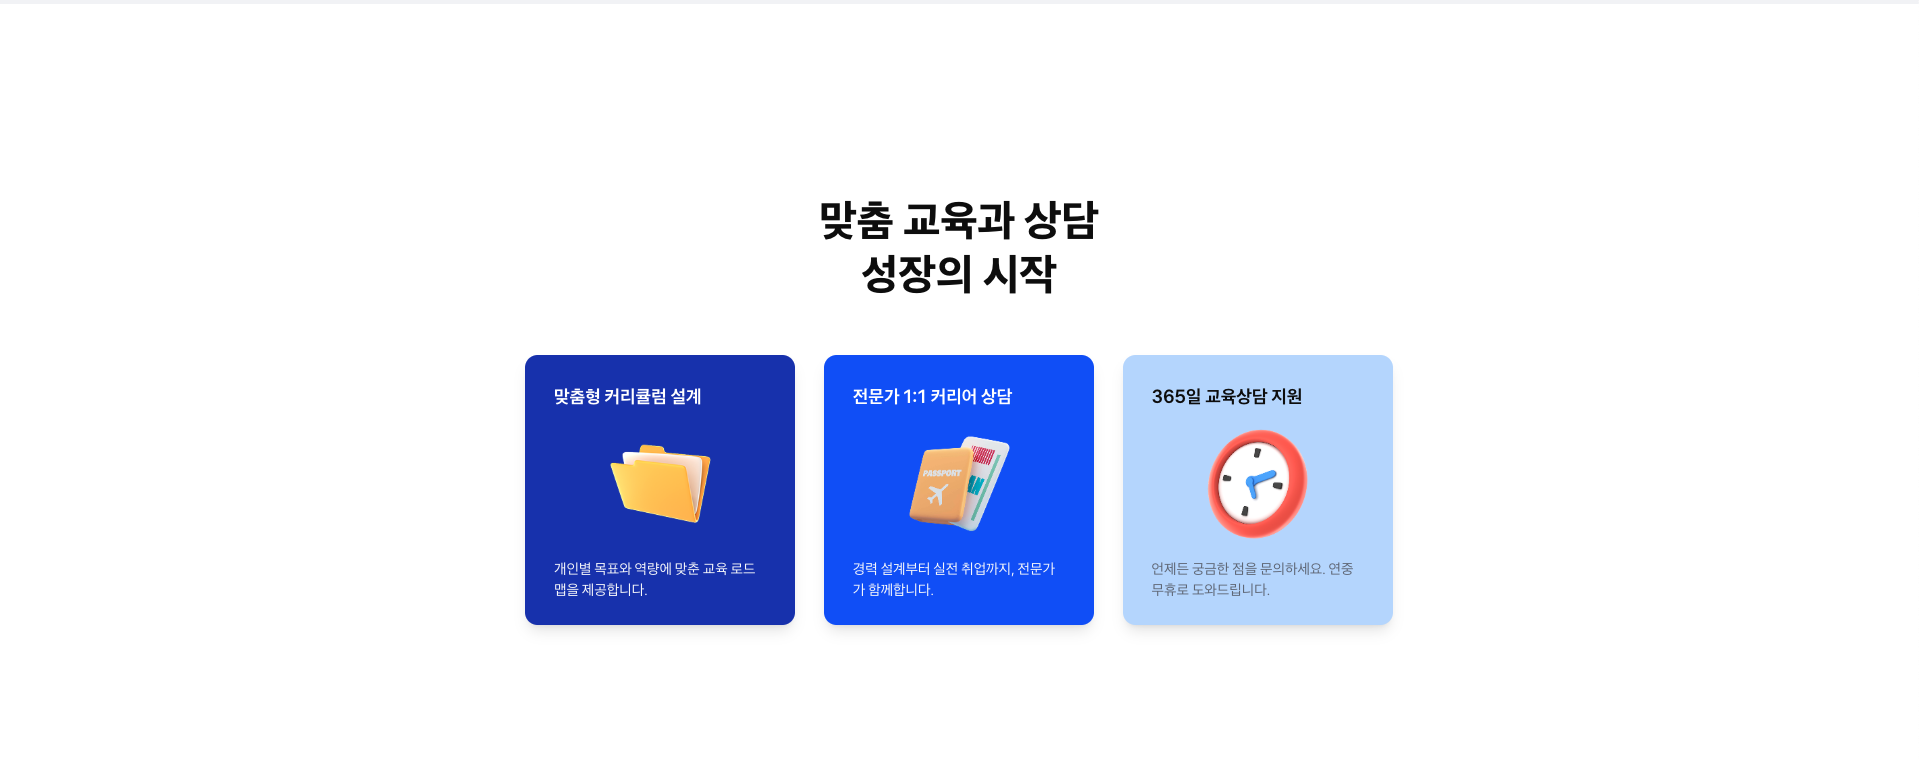 맞춤 교육과 상담
성장의 시작
맞춤형 커리큘럼 설계
개인별 목표와 역량에 맞춘 교육 로드
맵을 제공합니다.
전문가 1:1 커리어 상담
PASSPORT
경력 설계부터 실전 취업까지, 전문가
가 함께합니다.
365일 교육상담 지원
언제든 궁금한 점을 문의하세요. 연중
무휴로 도와드립니다.